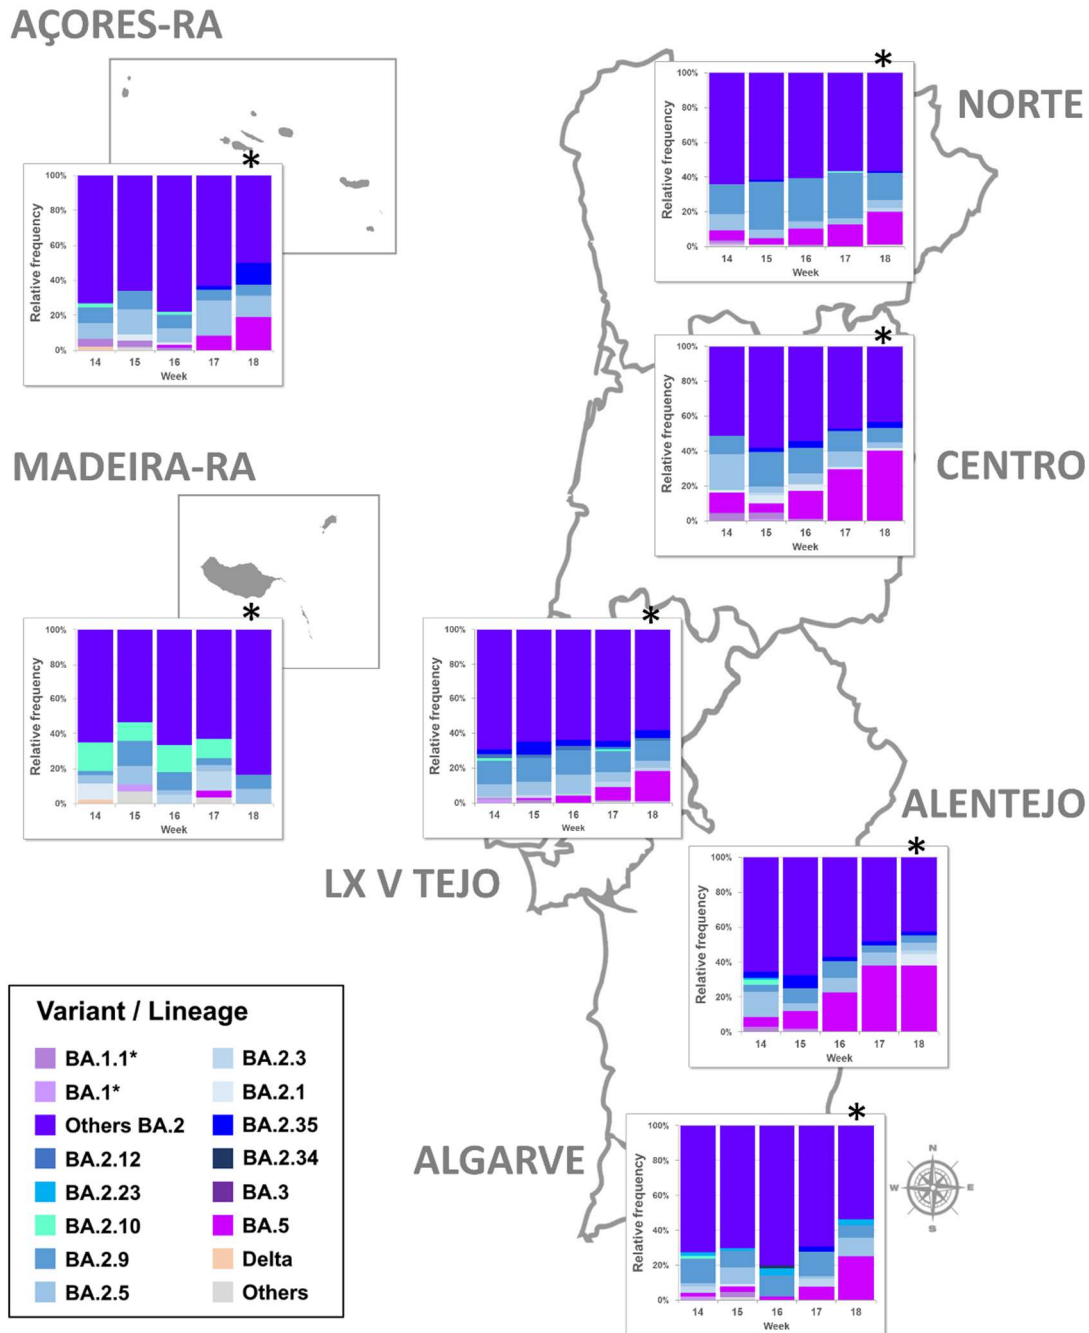 AÇORES-RA
*
Relative frequency
100%
80%
60%
40%
20%
0%
14 15 16 17 18
Week
NORTE
*
Relative frequency
100%
80%
60%
40%
20%
0%
14 15 16 17 18
Week
CENTRO
*
Relative frequency
100%
80%
60%
40%
20%
0%
14 15 16 17 18
Week
MADEIRA-RA
*
Relative frequency
100%
80%
60%
40%
20%
0%
14 15 16 17 18
Week
LX V TEJO
*
Relative frequency
100%
80%
60%
40%
20%
0%
14 15 16 17 18
Week
ALENTEJO
*
Relative frequency
100%
80%
60%
40%
20%
0%
14 15 16 17 18
Week
ALGARVE
*
Relative frequency
100%
80%
60%
40%
20%
0%
14 15 16 17 18
Week
N
W E
S
Variant / Lineage
BA.1.1*
BA.1*
Others BA.2
BA.2.12
BA.2.23
BA.2.10
BA.2.9
BA.2.5
BA.2.3
BA.2.1
BA.2.35
BA.2.34
BA.3
BA.5
Delta
Others